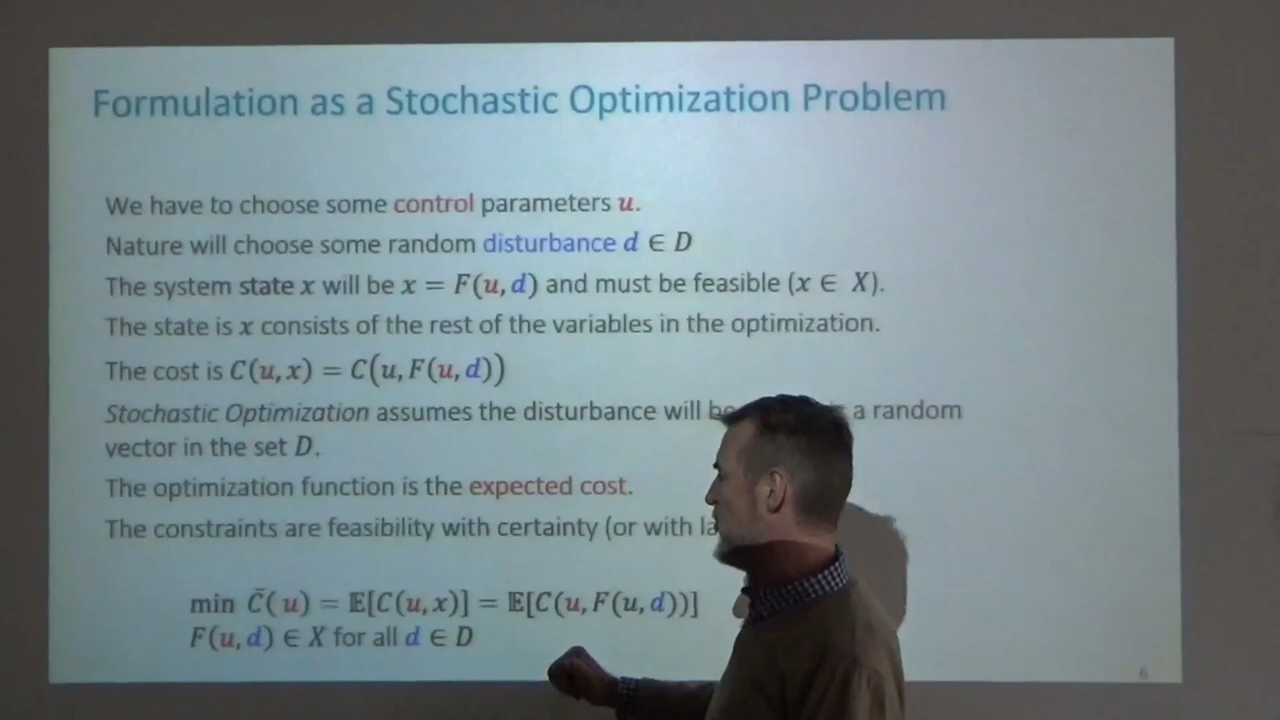 Formulation as a Stochastic Optimization Problem
We have to choose some control parameters u.
Nature will choose some random disturbance d ∈ D
The system state x will be x = F(u, d) and must be feasible (x ∈ X).
The state is x consists of the rest of the variables in the optimization.
The cost is C(u, x) = C(u, F(u, d))
Stochastic Optimization assumes the disturbance will a random
vector in the set D.
The optimization function is the expected cost.
The constraints are feasibility with certainty (or with
min C̄(u) = 𝔼[C(u, x)] = 𝔼[C(u, F(u, d))]
F(u, d) ∈ X for all d ∈ D
6